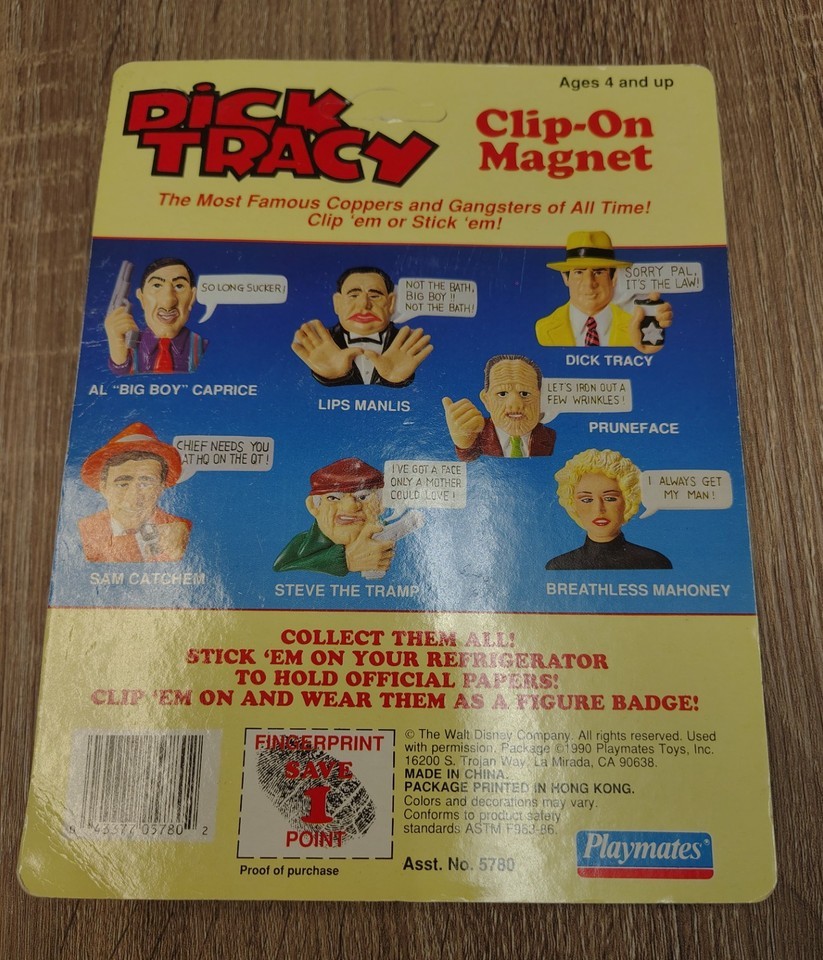 Ages 4 and up
DICK
TRACY
Clip-On
Magnet
The Most Famous Coppers and Gangsters of All Time!
Clip 'em or Stick 'em!
SO LONG SUCKER!
AL "BIG BOY" CAPRICE
NOT THE BATH,
BIG BOY !!
NOT THE BATH!
LIPS MANLIS
SORRY PAL,
IT'S THE LAW!
DICK TRACY
LET'S IRON OUT A
FEW WRINKLES!
PRUNEFACE
CHIEF NEEDS YOU
AT HQ ON THE QT!
SAM CATCHEM
I'VE GOT A FACE
ONLY A MOTHER
COULD LOVE!
STEVE THE TRAMP
I ALWAYS GET
MY MAN!
BREATHLESS MAHONEY
COLLECT THEM ALL!
STICK 'EM ON YOUR REFRIGERATOR
TO HOLD OFFICIAL PAPERS!
CLIP 'EM ON AND WEAR THEM AS A FIGURE BADGE!
FINGERPRINT
SAVE
1
POINT
Proof of purchase
© The Walt Disney Company. All rights reserved. Used
with permission. Package ©1990 Playmates Toys, Inc.
16200 S. Trojan Way, La Mirada, CA 90638.
MADE IN CHINA.
PACKAGE PRINTED IN HONG KONG.
Colors and decorations may vary.
Conforms to product safety
standards ASTM F963-86.
Asst. No. 5780
Playmates®